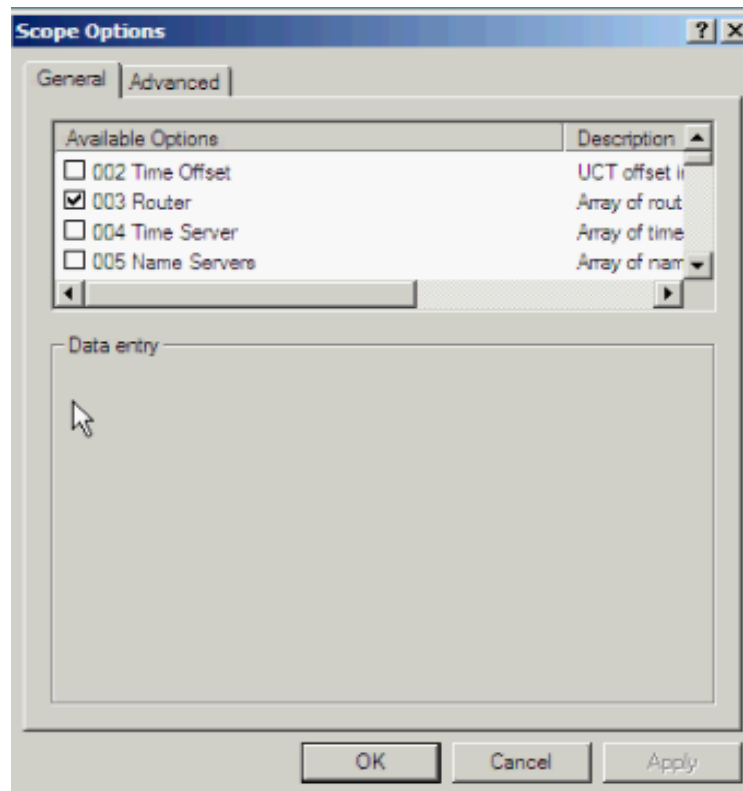 Scope Options
General Advanced
Available Options Description
002 Time Offset UCT offset i
003 Router Array of rout
004 Time Server Array of time
005 Name Servers Array of nam
Data entry
OK Cancel Apply